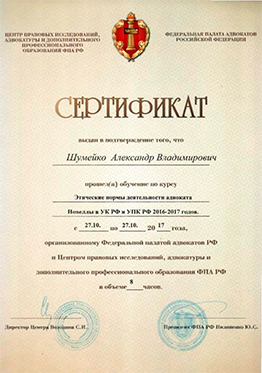 ЦЕНТР ПРАВОВЫХ ИССЛЕДОВАНИЙ,
АДВОКАТУРЫ И ДОПОЛНИТЕЛЬНОГО
ПРОФЕССИОНАЛЬНОГО
ОБРАЗОВАНИЯ ФПА РФ
ФЕДЕРАЛЬНАЯ ПАЛАТА АДВОКАТОВ
РОССИЙСКОЙ ФЕДЕРАЦИИ
СЕРТИФИКАТ
выдан в подтверждение того, что
Шумейко Александр Владимирович
прошел(а) обучение по курсу
Этические нормы деятельности адвоката
Новеллы в УК РФ и УПК РФ 2016-2017 годов.
с 27.10. по 27.10. 2017 года,
организованному Федеральной палатой адвокатов РФ
и Центром правовых исследований, адвокатуры и
дополнительного профессионального образования ФПА РФ
в объеме 8 часов.
Директор Центра Володина С.И.
Президент ФПА РФ Пилипенко Ю.С.